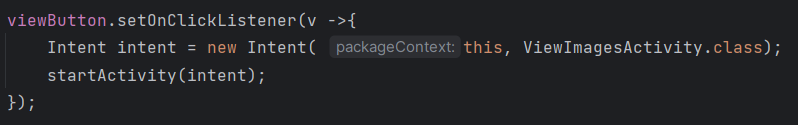 viewButton.setOnClickListener(v ->{
    Intent intent = new Intent( packageContext: this, ViewImagesActivity.class);
    startActivity(intent);
});